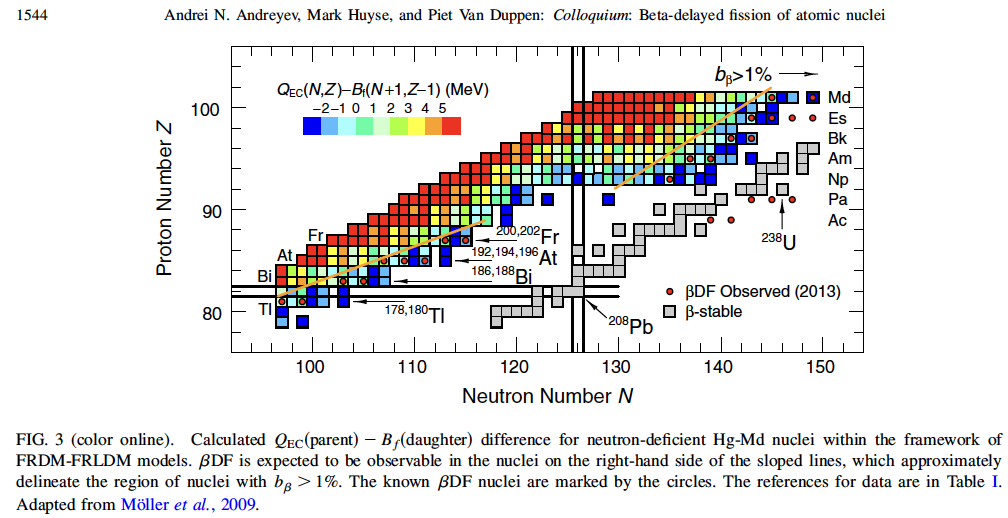 1544 Andrei N. Andreyev, Mark Huyse, and Piet Van Duppen: Colloquium: Beta-delayed fission of atomic nuclei
Q_EC(N,Z)–B_f(N+1,Z–1) (MeV)
–2 –1 0 1 2 3 4 5
b_β>1%
Md
Es
Bk
Am
Np
Pa
Ac
100
90
80
Proton Number Z
Fr
At
Bi
Tl
200,202Fr
192,194,196At
186,188Bi
178,180Tl
238U
208Pb
βDF Observed (2013)
β-stable
100 110 120 130 140 150
Neutron Number N
FIG. 3 (color online). Calculated Q_EC(parent) − B_f(daughter) difference for neutron-deficient Hg-Md nuclei within the framework of
FRDM-FRLDM models. βDF is expected to be observable in the nuclei on the right-hand side of the sloped lines, which approximately
delineate the region of nuclei with b_β > 1%. The known βDF nuclei are marked by the circles. The references for data are in Table I.
Adapted from Möller et al., 2009.